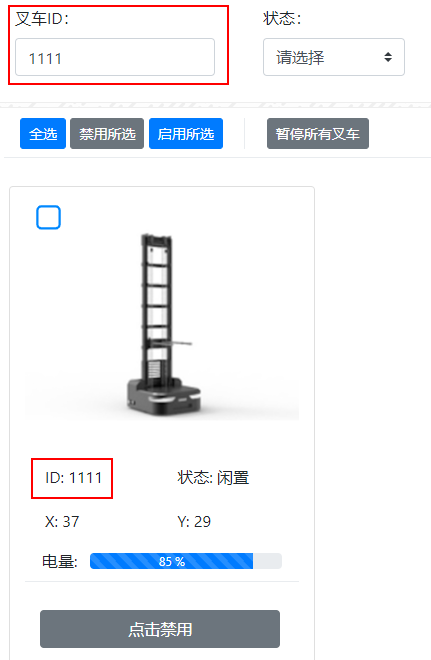 叉车ID： 状态：
1111 请选择
全选 禁用所选 启用所选 暂停所有叉车
ID: 1111 状态: 闲置
X: 37 Y: 29
电量: 85 %
点击禁用